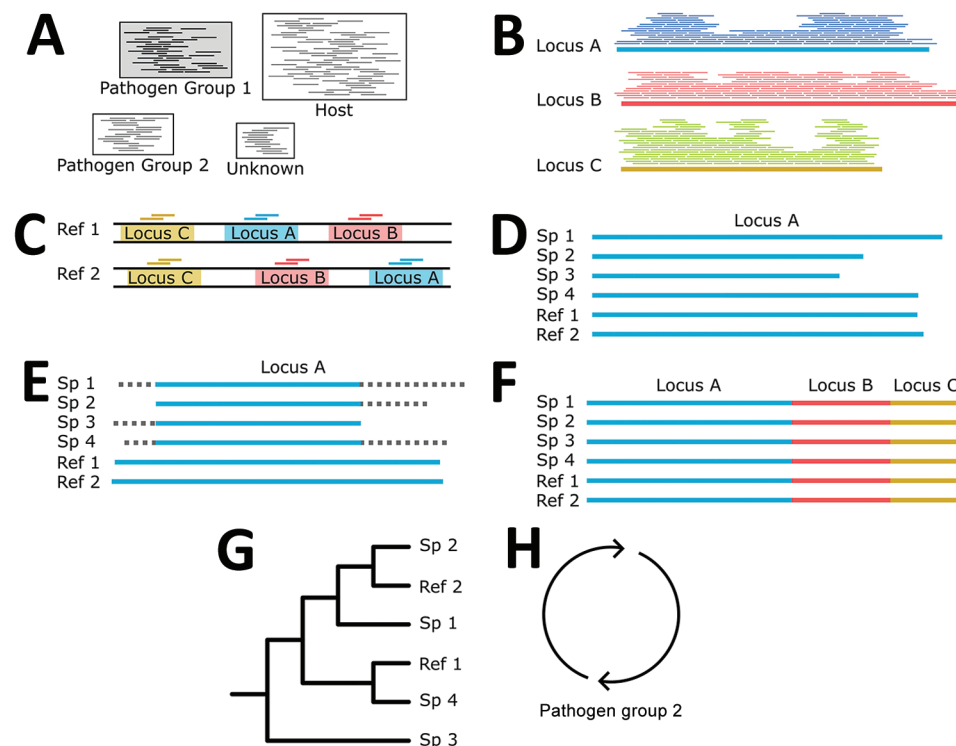 A
Pathogen Group 1
Host
Pathogen Group 2
Unknown
B
Locus A
Locus B
Locus C
C
Ref 1
Locus C
Locus A
Locus B
Ref 2
Locus C
Locus B
Locus A
D
Locus A
Sp 1
Sp 2
Sp 3
Sp 4
Ref 1
Ref 2
E
Locus A
Sp 1
Sp 2
Sp 3
Sp 4
Ref 1
Ref 2
F
Locus A
Locus B
Locus C
Sp 1
Sp 2
Sp 3
Sp 4
Ref 1
Ref 2
G
Sp 2
Ref 2
Sp 1
Ref 1
Sp 4
Sp 3
H
Pathogen group 2